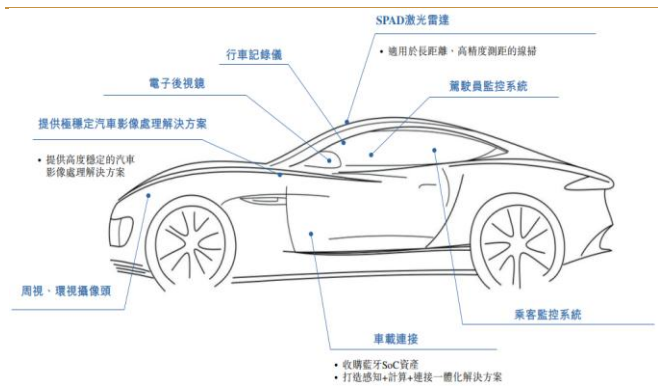 SPAD激光雷達
• 適用於長距離、高精度測距的線掃
行車記錄儀
電子後視鏡
駕駛員監控系統
提供極穩定汽車影像處理解決方案
• 提供高度穩定的汽車
影像處理解決方案
周視、環視攝像頭
乘客監控系統
車載連接
• 收購藍牙SoC資產
• 打造感知+計算+連接一體化解決方案